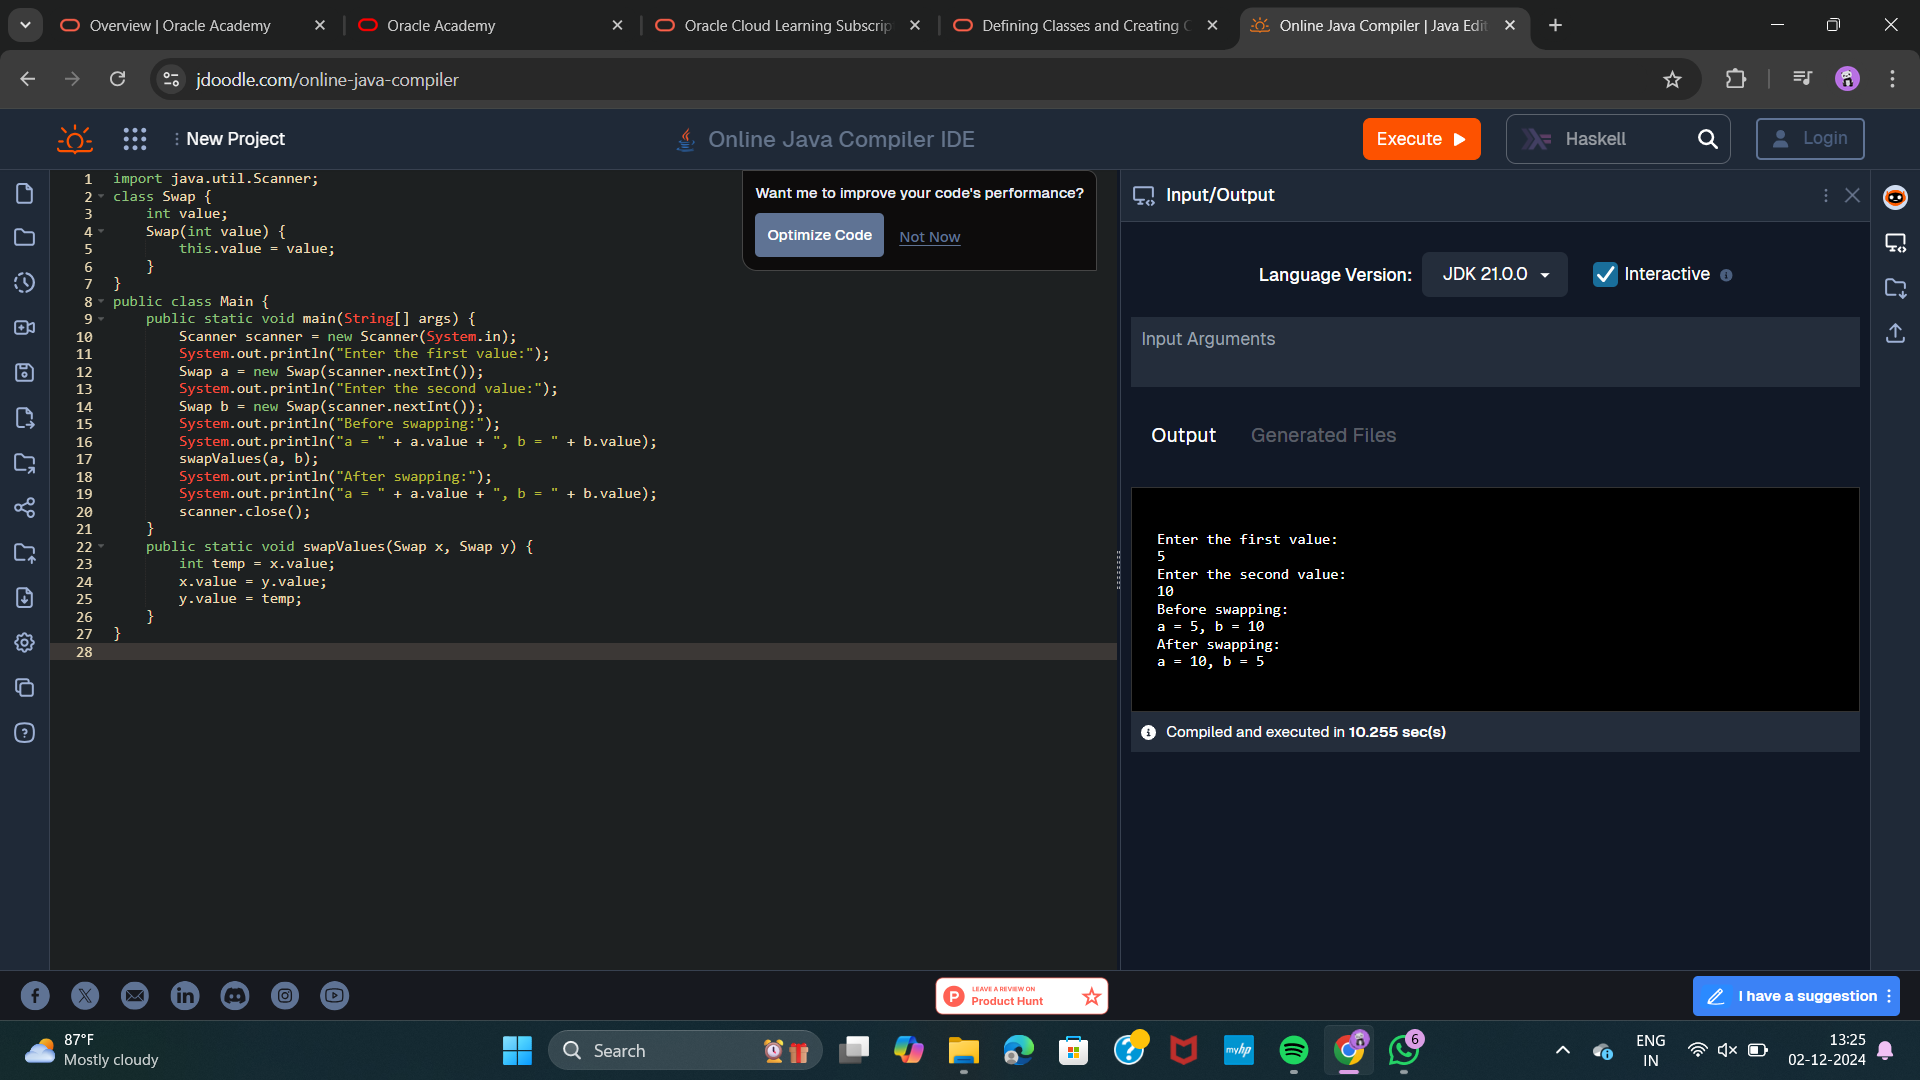 Overview | Oracle Academy
Oracle Academy
Oracle Cloud Learning Subscrip
Defining Classes and Creating
Online Java Compiler | Java Edit
jdoodle.com/online-java-compiler
New Project
Online Java Compiler IDE
Execute
Haskell
Login
1 import java.util.Scanner;
2 class Swap {
3     int value;
4     Swap(int value) {
5         this.value = value;
6     }
7 }
8 public class Main {
9     public static void main(String[] args) {
10         Scanner scanner = new Scanner(System.in);
11         System.out.println("Enter the first value:");
12         Swap a = new Swap(scanner.nextInt());
13         System.out.println("Enter the second value:");
14         Swap b = new Swap(scanner.nextInt());
15         System.out.println("Before swapping:");
16         System.out.println("a = " + a.value + ", b = " + b.value);
17         swapValues(a, b);
18         System.out.println("After swapping:");
19         System.out.println("a = " + a.value + ", b = " + b.value);
20         scanner.close();
21     }
22     public static void swapValues(Swap x, Swap y) {
23         int temp = x.value;
24         x.value = y.value;
25         y.value = temp;
26     }
27 }
28
Want me to improve your code's performance?
Optimize Code
Not Now
Input/Output
Language Version:
JDK 21.0.0
Interactive
Input Arguments
Output
Generated Files
Enter the first value:
5
Enter the second value:
10
Before swapping:
a = 5, b = 10
After swapping:
a = 10, b = 5
Compiled and executed in 10.255 sec(s)
LEAVE A REVIEW ON
Product Hunt
I have a suggestion
87°F
Mostly cloudy
Search
myhp
6
ENG
IN
13:25
02-12-2024